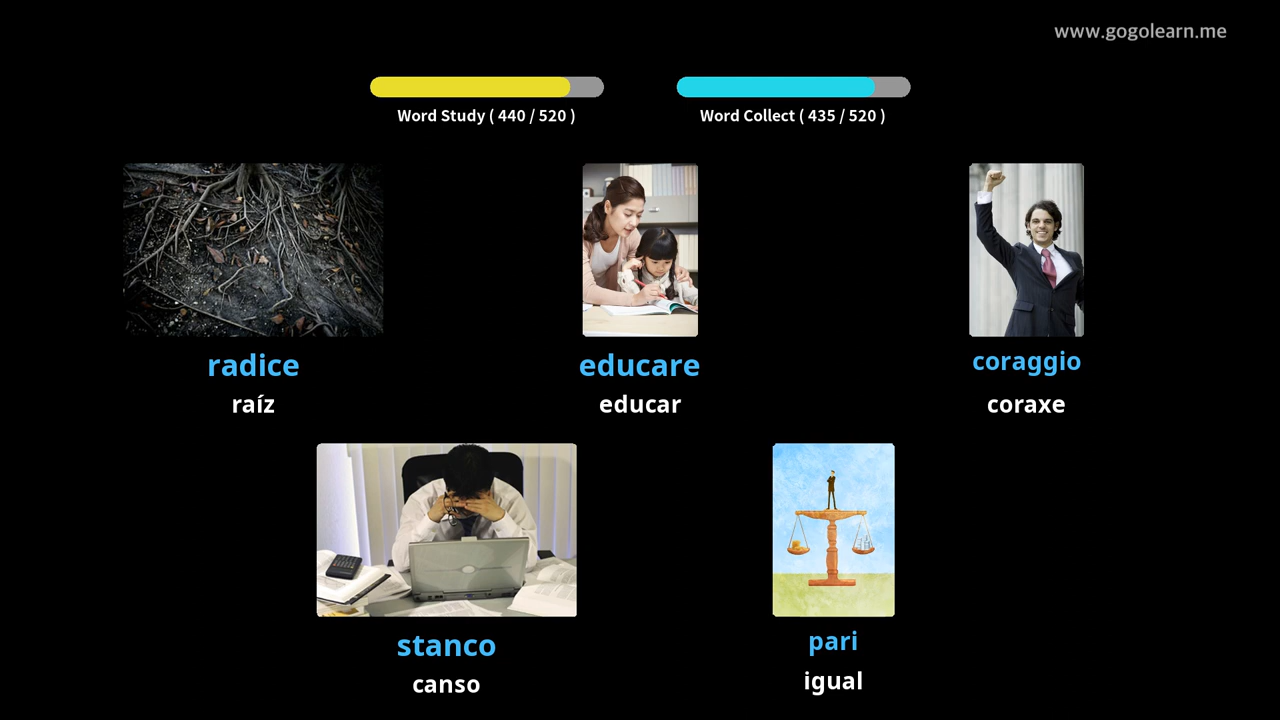 www.gogolearn.me
Word Study ( 440 / 520 )
Word Collect ( 435 / 520 )
radice
raíz
educare
educar
coraggio
coraxe
stanco
canso
pari
igual